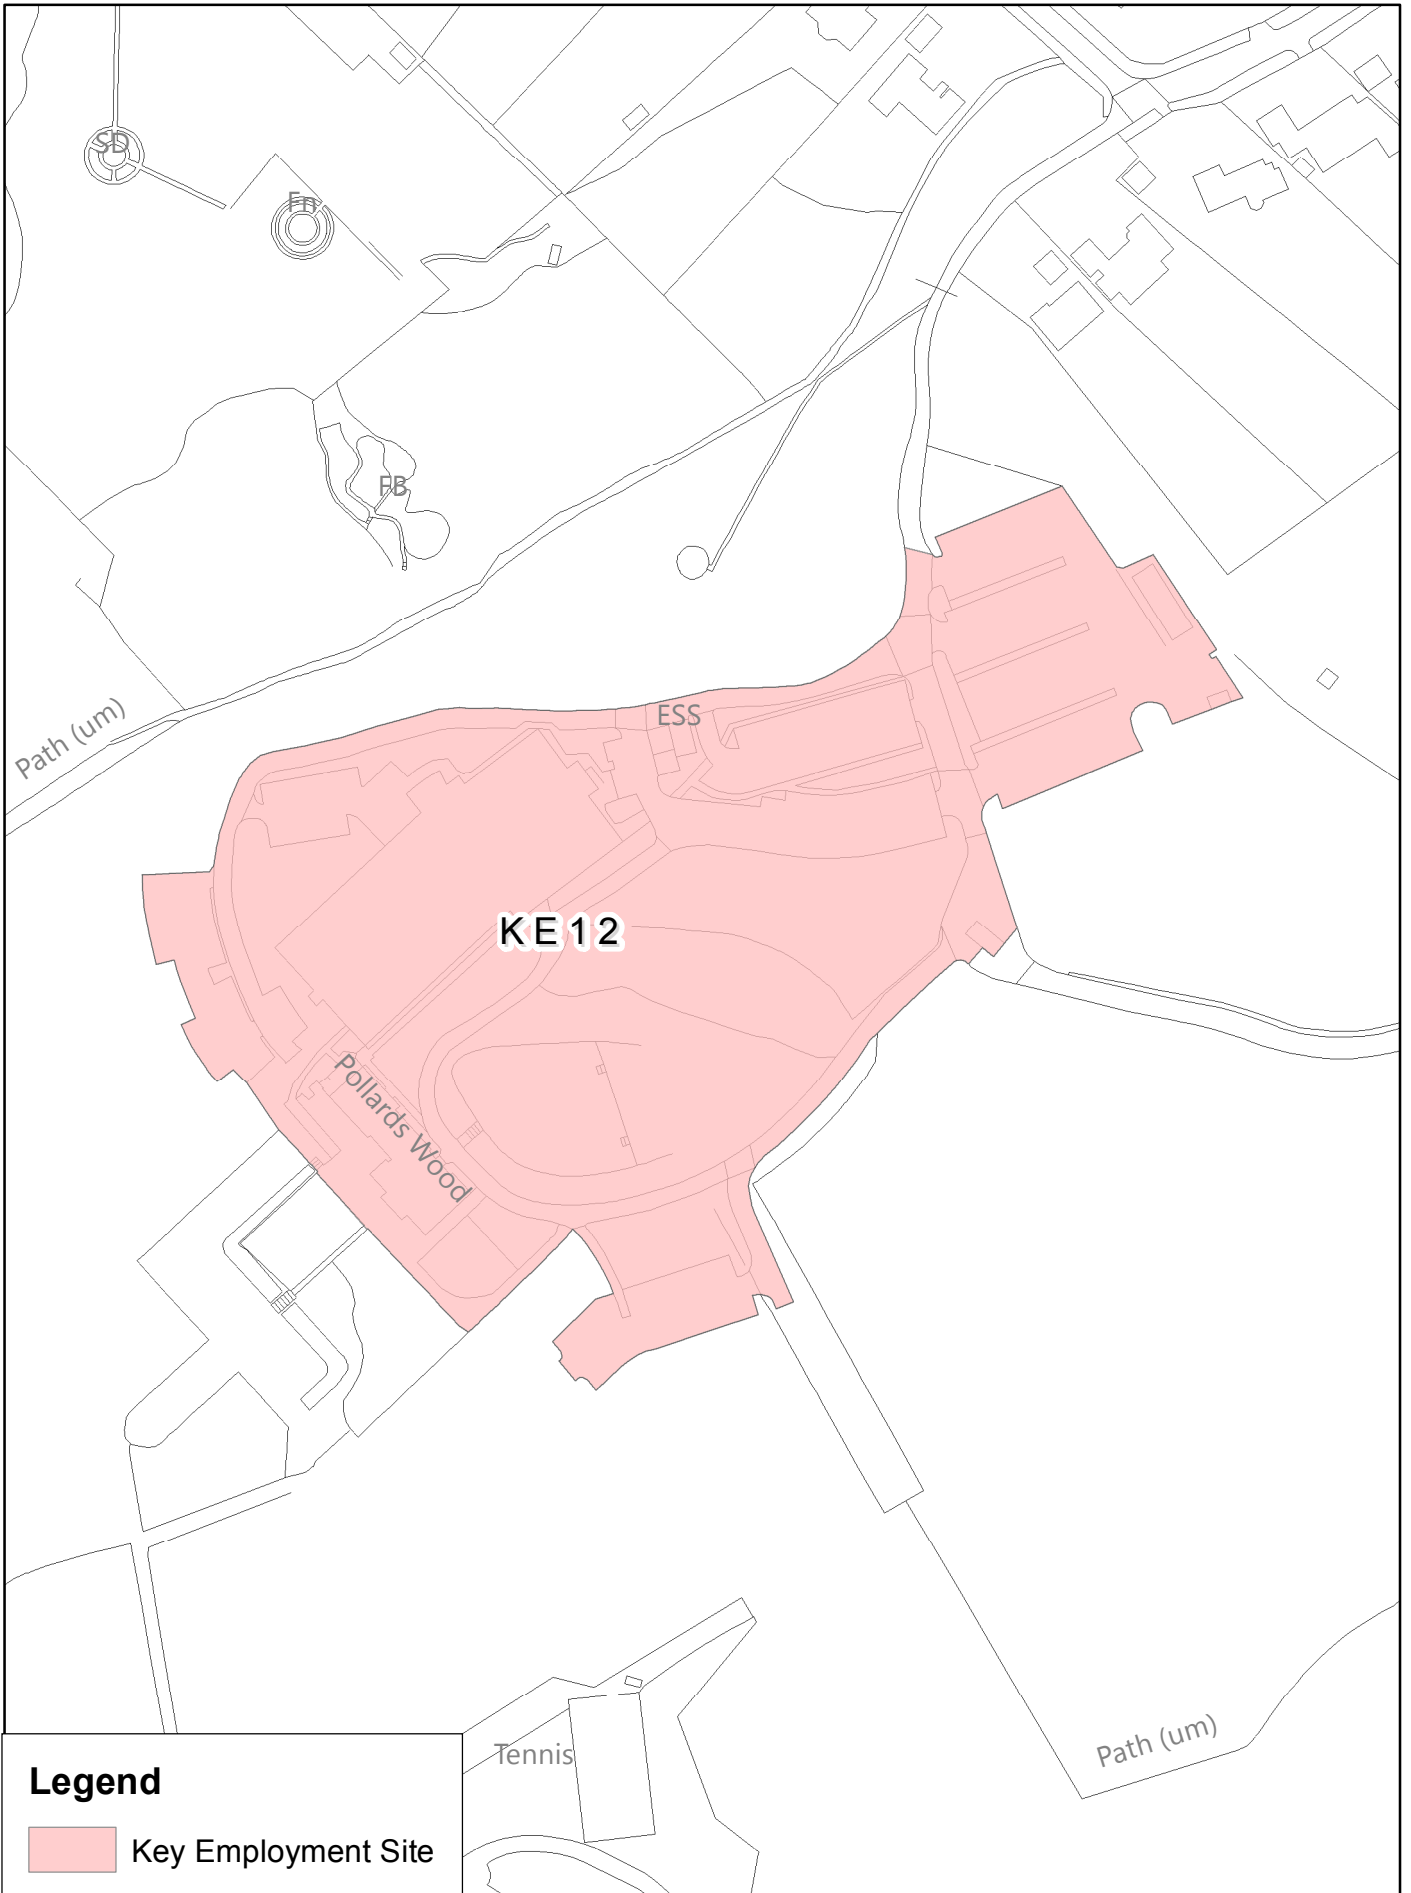 SD
Fn
FB
Path (um)
ESS
KE12
Pollards Wood
Path (um)
Tennis
Legend
Key Employment Site